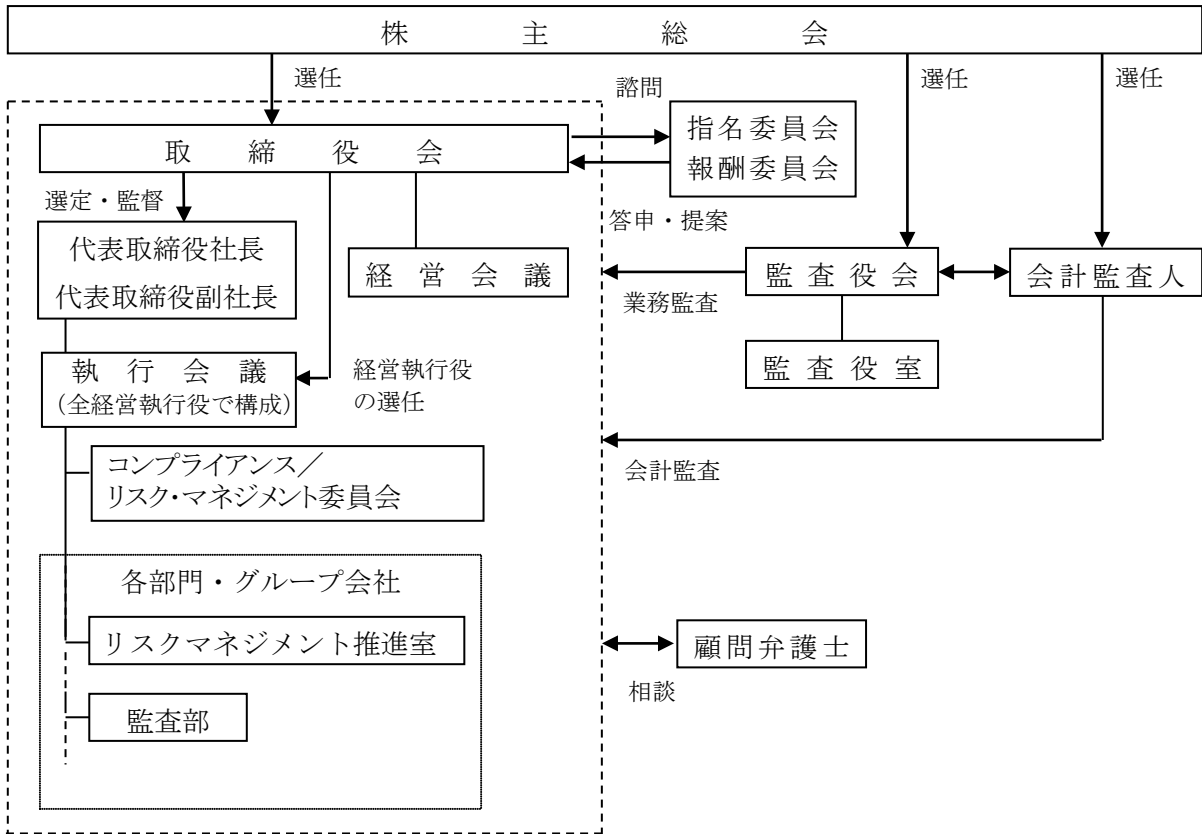 株主総会
選任
選任
選任
諮問
取締役会
指名委員会
報酬委員会
選定・監督
答申・提案
代表取締役社長
代表取締役副社長
経営会議
監査役会
会計監査人
業務監査
執行会議
(全経営執行役で構成)
経営執行役
の選任
監査役室
コンプライアンス/
リスク・マネジメント委員会
会計監査
各部門・グループ会社
リスクマネジメント推進室
顧問弁護士
相談
監査部